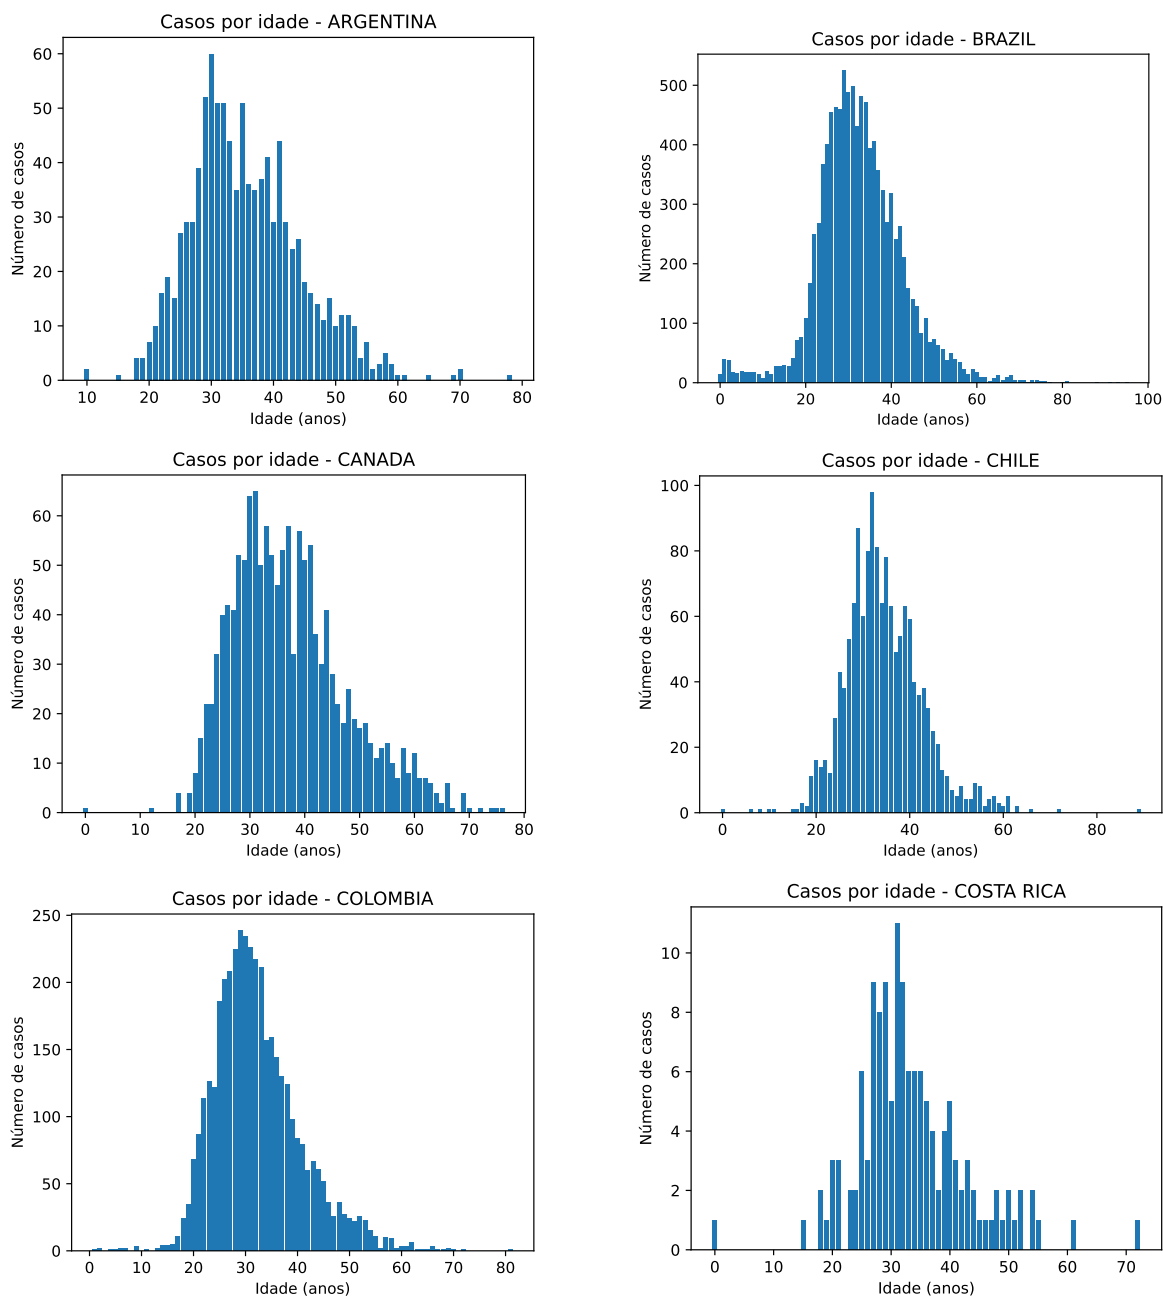 Casos por idade - ARGENTINA
Número de casos
60
50
40
30
20
10
0
10 20 30 40 50 60 70 80
Idade (anos)
Casos por idade - BRAZIL
Número de casos
500
400
300
200
100
0
0 20 40 60 80 100
Idade (anos)
Casos por idade - CANADA
Número de casos
60
50
40
30
20
10
0
0 10 20 30 40 50 60 70 80
Idade (anos)
Casos por idade - CHILE
Número de casos
100
80
60
40
20
0
0 20 40 60 80
Idade (anos)
Casos por idade - COLOMBIA
Número de casos
250
200
150
100
50
0
0 10 20 30 40 50 60 70 80
Idade (anos)
Casos por idade - COSTA RICA
Número de casos
10
8
6
4
2
0
0 10 20 30 40 50 60 70
Idade (anos)